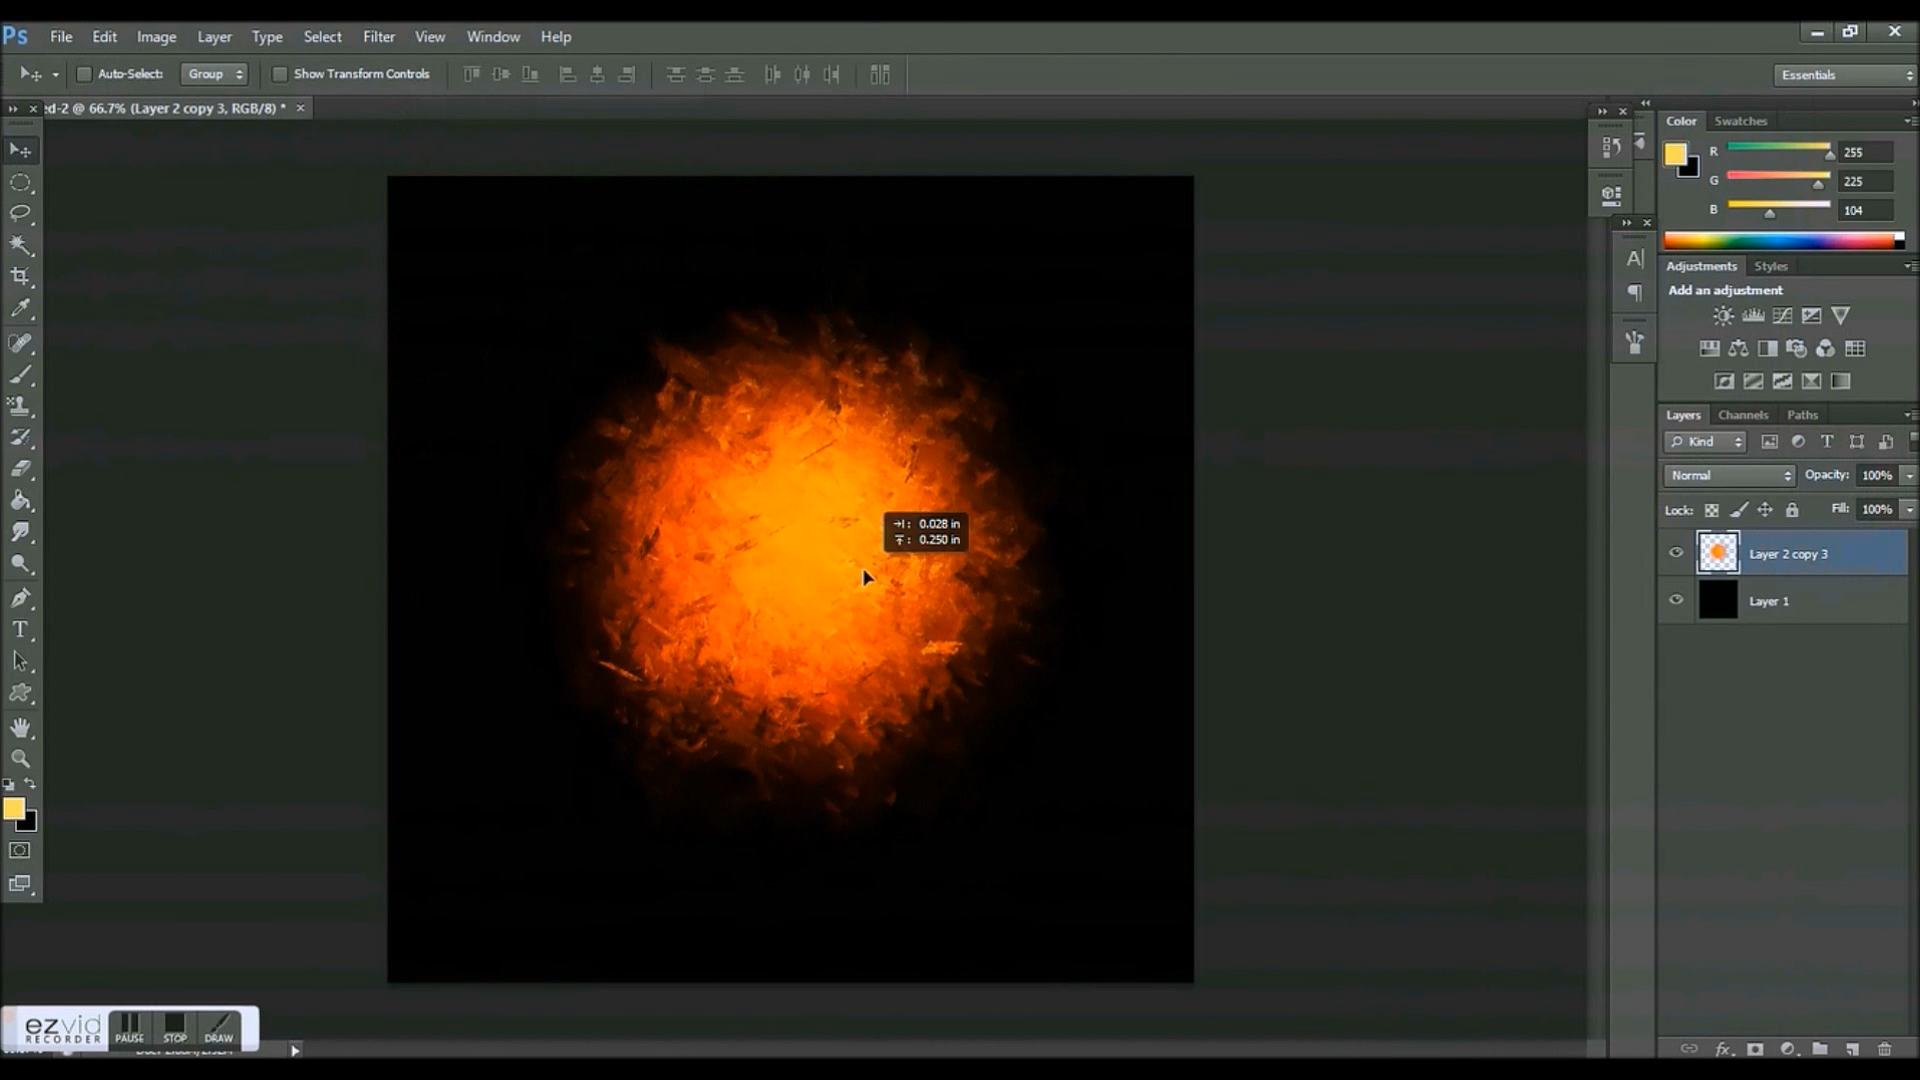 Ps File Edit Image Layer Type Select Filter View Window Help
Auto-Select: Group Show Transform Controls Essentials
ed-2 @ 66.7% (Layer 2 copy 3, RGB/8) * ×
Color Swatches
R 255
G 225
B 104
Adjustments Styles
Add an adjustment
Layers Channels Paths
Kind
Normal Opacity: 100%
Lock: Fill: 100%
0.028 in
0.250 in
Layer 2 copy 3
Layer 1
ezvid
RECORDER
PAUSE STOP DRAW